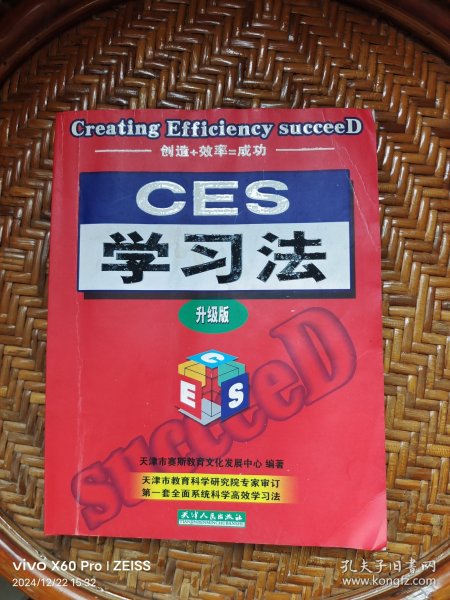 Creating Efficiency succeeD
创造+效率=成功
CES
学习法
升级版
C
E S
succeeD
天津市赛斯教育文化发展中心 编著
天津市教育科学研究院专家审订
第一套全面系统科学高效学习法
天津人民出版社
vivo X60 Pro | ZEISS
2024/12/22 15:32
孔夫子旧书网
www.kongfz.com